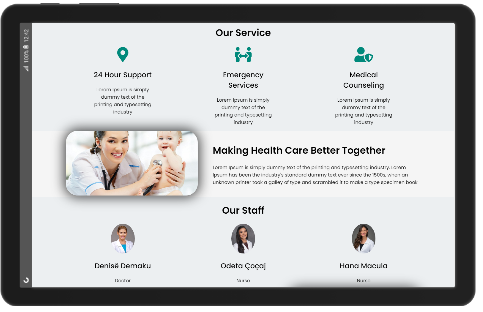 12:42
100%
Our Service
24 Hour Support
Emergency
Services
Medical
Counseling
Lorem Ipsum is simply
dummy text of the
printing and typesetting
industry
Lorem Ipsum is simply
dummy text of the
printing and typesetting
industry
Lorem Ipsum is simply
dummy text of the
printing and typesetting
industry
Making Health Care Better Together
Lorem Ipsum is simply dummy text of the printing and typesetting industry. Lorem
Ipsum has been the industry's standard dummy text ever since the 1500s, when an
unknown printer took a galley of type and scrambled it to make a type specimen book
Our Staff
Denisë Demaku
Odeta Çoçaj
Hana Macula
Doctor
Nurse
Nurse